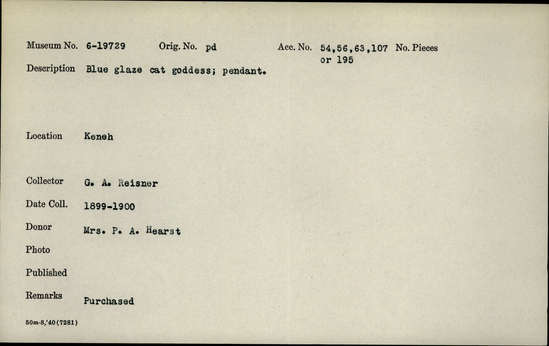 Museum No. 6-19729 Orig. No. pd Acc. No. 54,56,63,107 No. Pieces
or 195
Description Blue glaze cat goddess; pendant.
Location Keneh
Collector G. A. Reisner
Date Coll. 1899-1900
Donor Mrs. P. A. Hearst
Photo
Published
Remarks Purchased
50m-8,'40(7281)